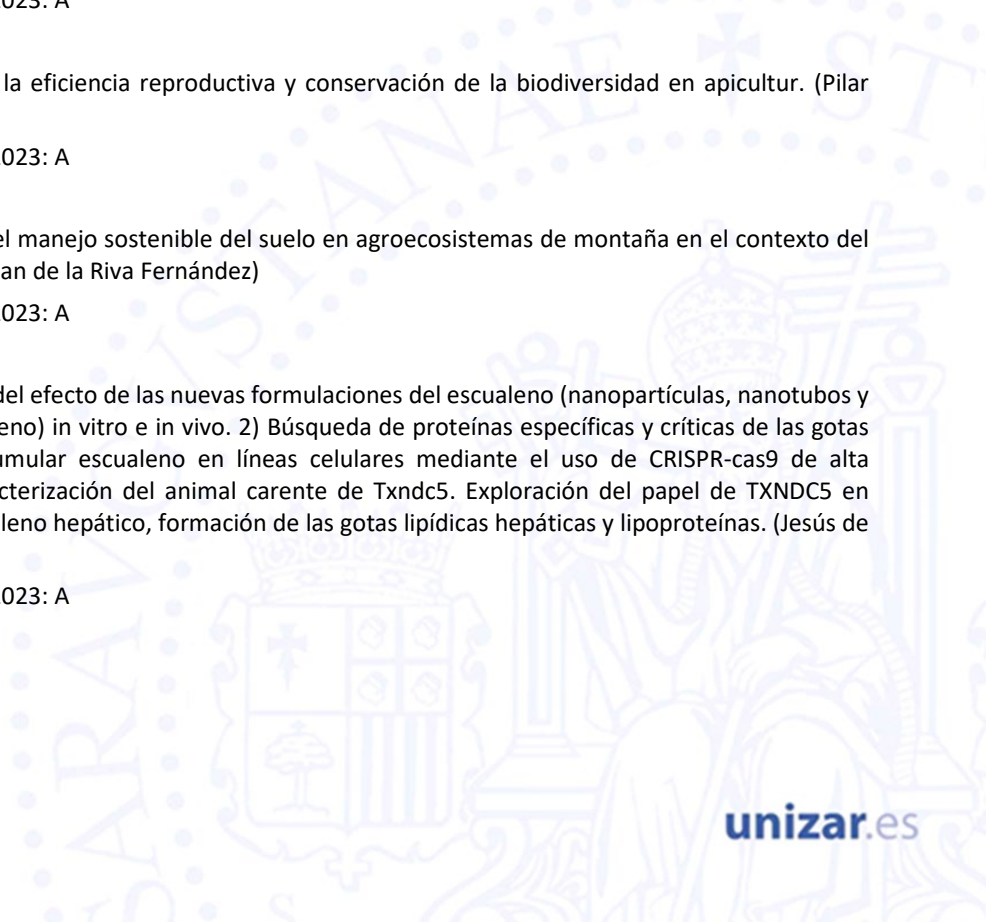 2023: A
la eficiencia reproductiva y conservación de la biodiversidad en apicultur. (Pilar
2023: A
el manejo sostenible del suelo en agroecosistemas de montaña en el contexto del
an de la Riva Fernández)
2023: A
del efecto de las nuevas formulaciones del escualeno (nanopartículas, nanotubos y
eno) in vitro e in vivo. 2) Búsqueda de proteínas específicas y críticas de las gotas
umular escualeno en líneas celulares mediante el uso de CRISPR-cas9 de alta
cterización del animal carente de Txndc5. Exploración del papel de TXNDC5 en
leno hepático, formación de las gotas lipídicas hepáticas y lipoproteínas. (Jesús de
2023: A
unizar.es